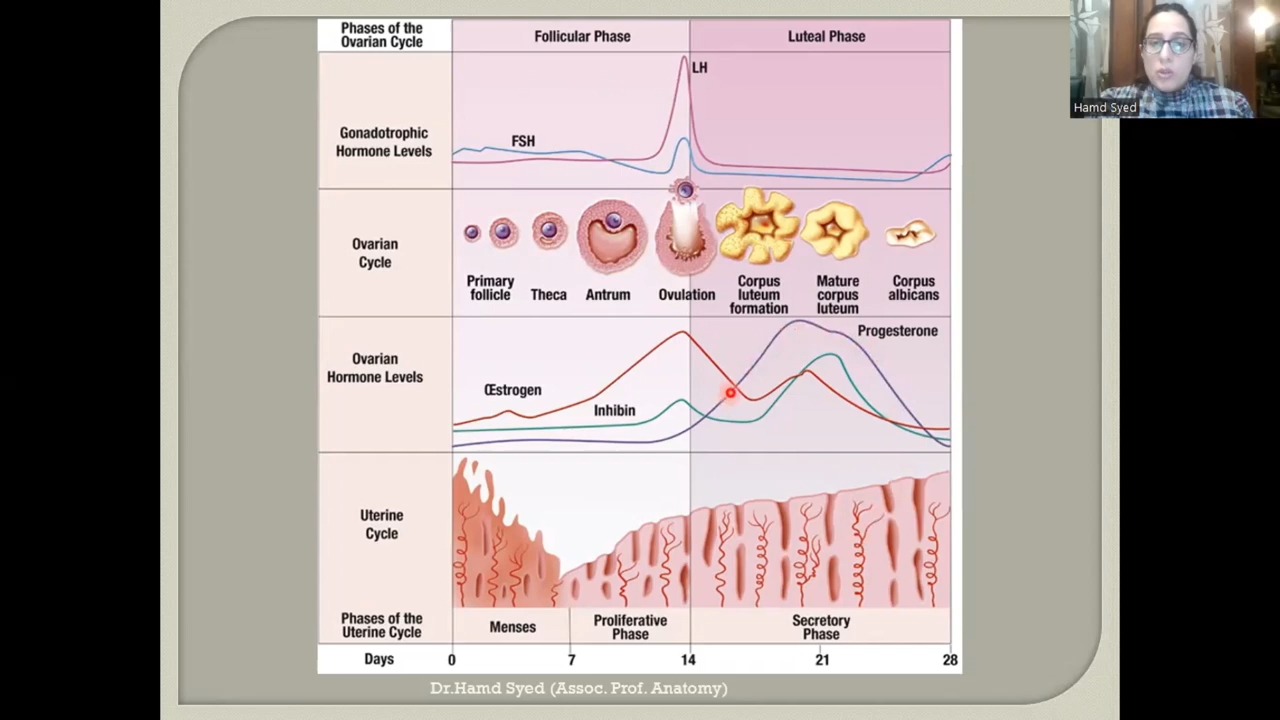 Phases of the
Ovarian Cycle
Follicular Phase
Luteal Phase
Gonadotrophic
Hormone Levels
FSH
LH
Ovarian
Cycle
Primary
follicle
Theca
Antrum
Ovulation
Corpus
luteum
formation
Mature
corpus
luteum
Corpus
albicans
Ovarian
Hormone Levels
Œstrogen
Inhibin
Progesterone
Uterine
Cycle
Phases of the
Uterine Cycle
Menses
Proliferative
Phase
Secretory
Phase
Days
0
7
14
21
28
Dr.Hamd Syed (Assoc. Prof. Anatomy)
Hamd Syed